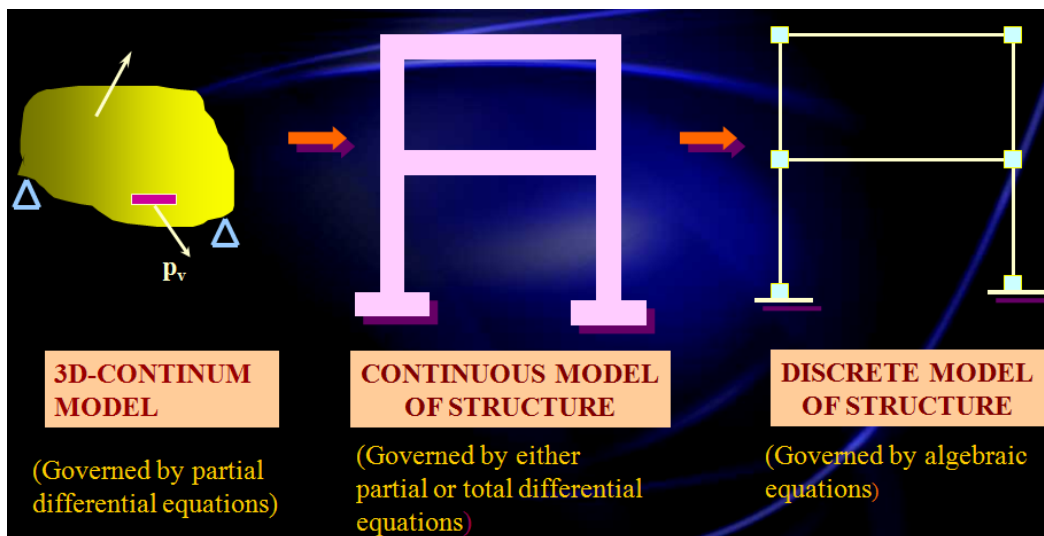 p_v
3D-CONTINUM
MODEL
CONTINUOUS MODEL
OF STRUCTURE
DISCRETE MODEL
OF STRUCTURE
(Governed by partial
differential equations)
(Governed by either
partial or total differential
equations)
(Governed by algebraic
equations)